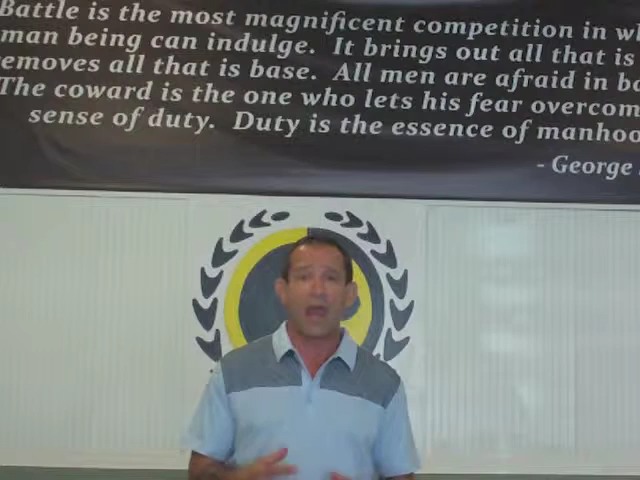 Battle is the most magnificent competition in wh
man being can indulge. It brings out all that is
emoves all that is base. All men are afraid in ba
The coward is the one who lets his fear overcom
sense of duty. Duty is the essence of manhoo
- George